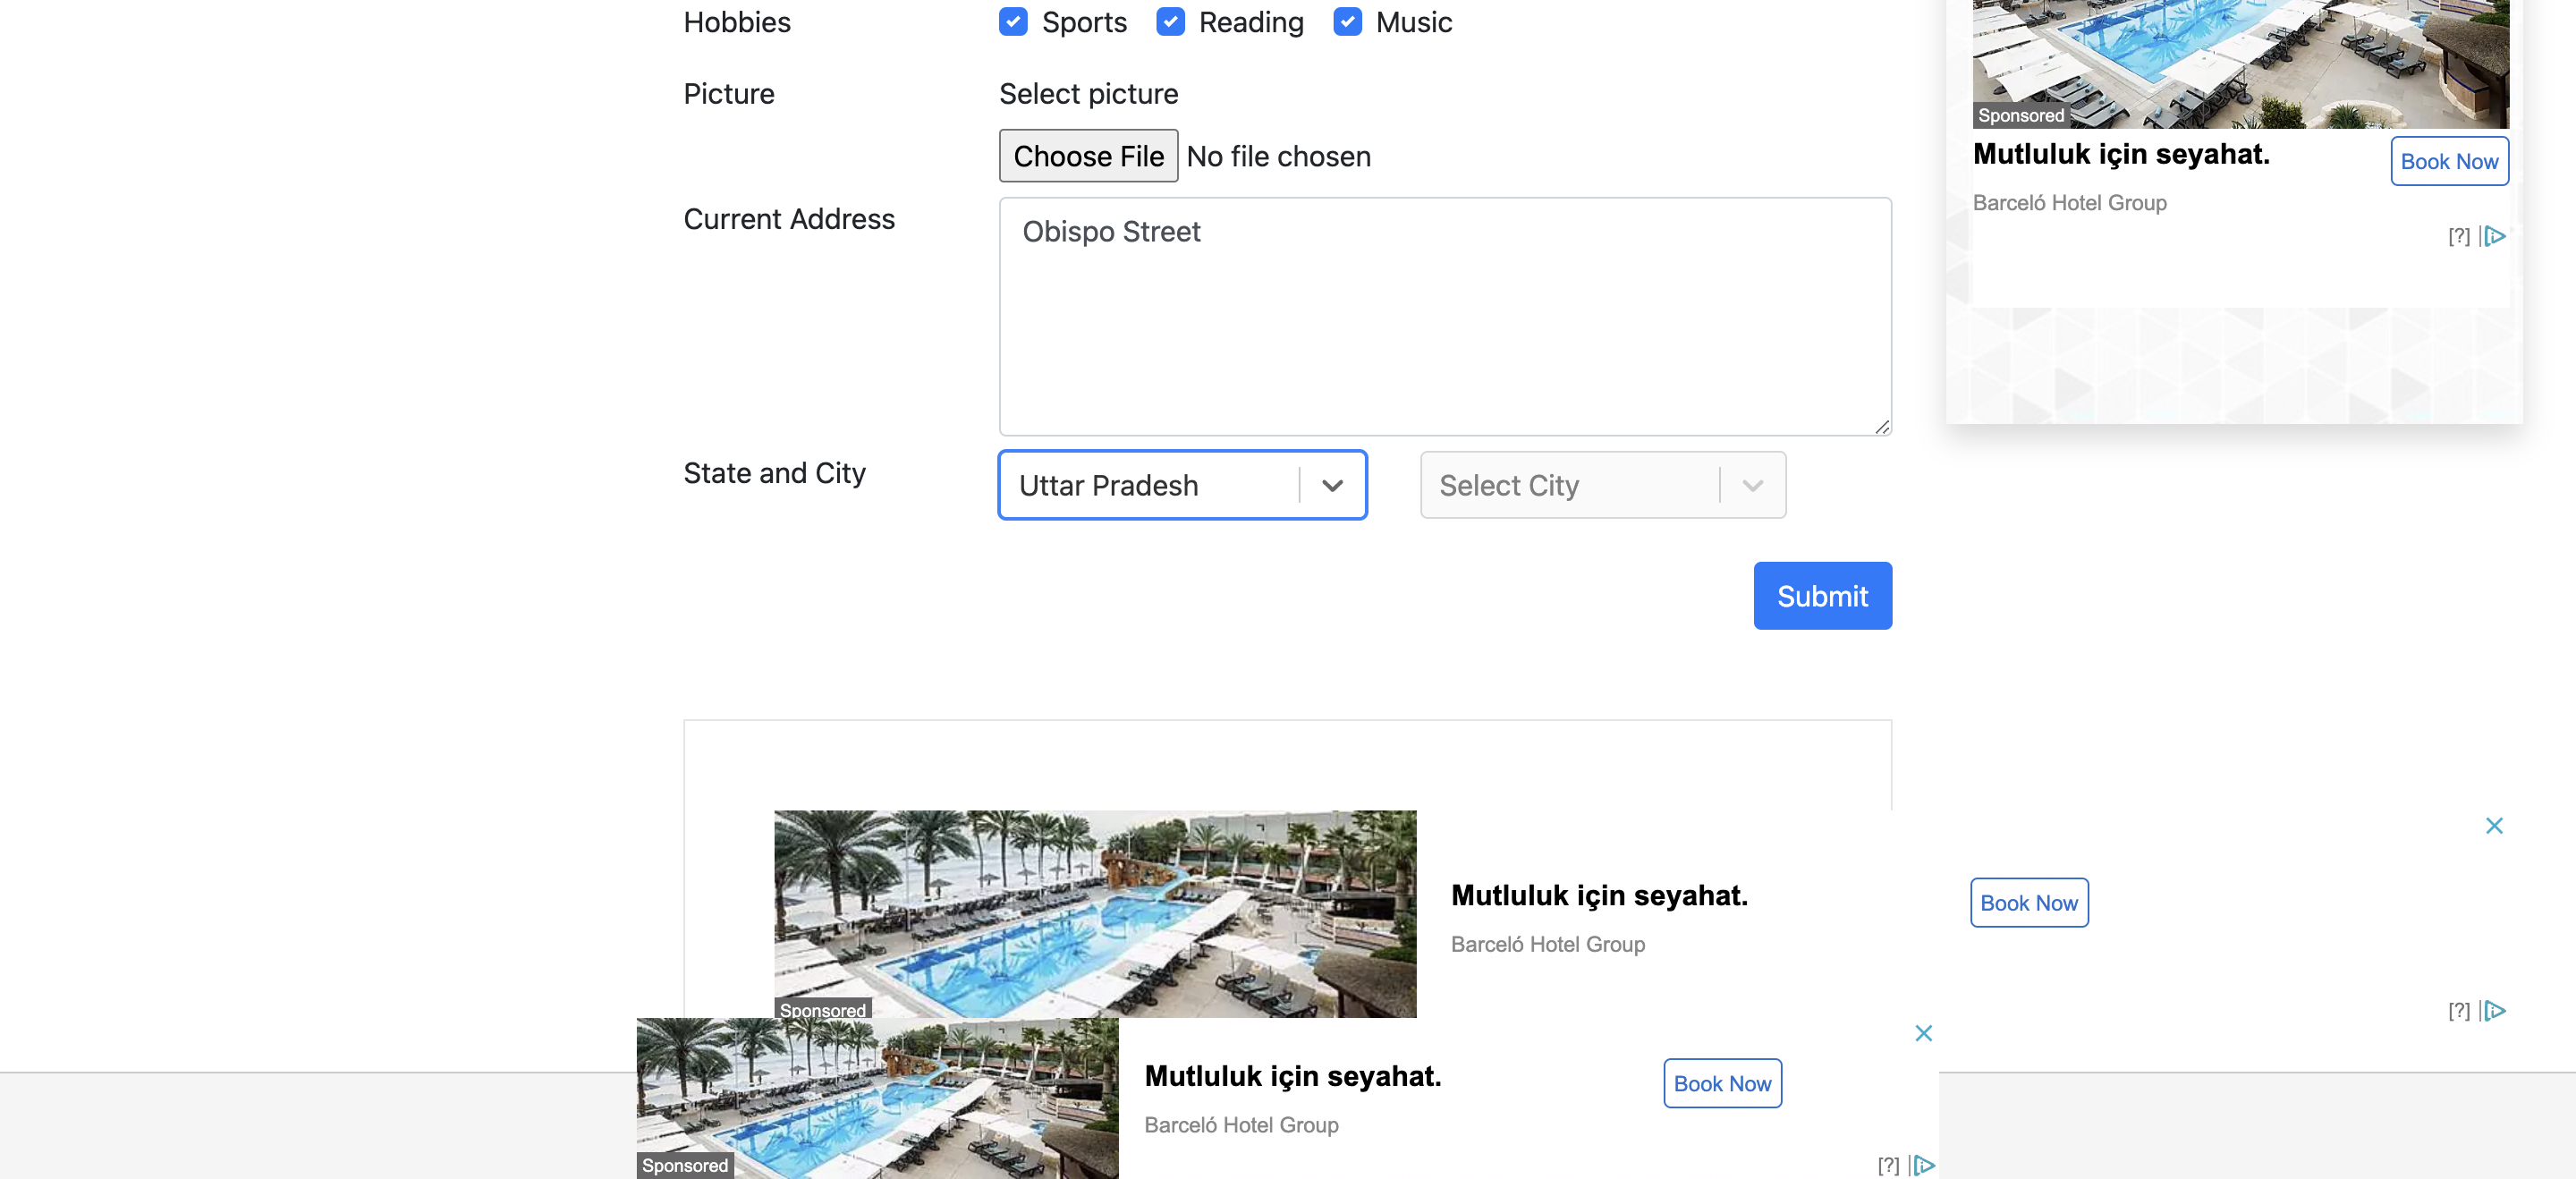 Hobbies
Sports Reading Music
Picture
Select picture
Choose File No file chosen
Current Address
Obispo Street
State and City
Uttar Pradesh
Select City
Submit
Sponsored
Mutluluk için seyahat.
Book Now
Barceló Hotel Group
[?]
Sponsored
Mutluluk için seyahat.
Barceló Hotel Group
Book Now
[?]
Sponsored
Mutluluk için seyahat.
Barceló Hotel Group
Book Now
[?]